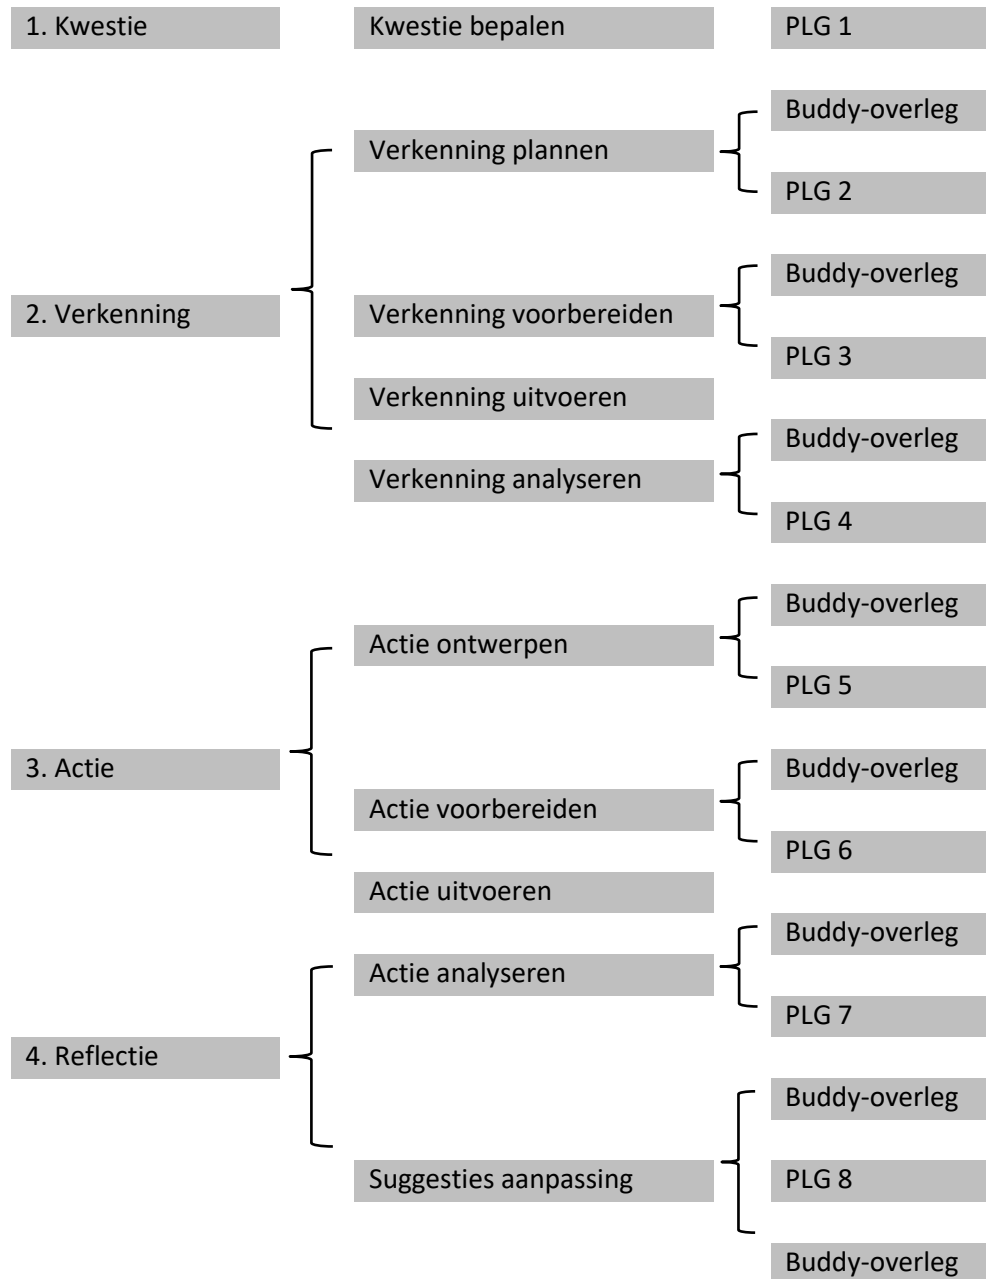 1. Kwestie
Kwestie bepalen
PLG 1
Buddy-overleg
Verkenning plannen
PLG 2
Buddy-overleg
2. Verkenning
Verkenning voorbereiden
PLG 3
Verkenning uitvoeren
Buddy-overleg
Verkenning analyseren
PLG 4
Buddy-overleg
Actie ontwerpen
PLG 5
3. Actie
Buddy-overleg
Actie voorbereiden
PLG 6
Actie uitvoeren
Buddy-overleg
Actie analyseren
PLG 7
4. Reflectie
Buddy-overleg
Suggesties aanpassing
PLG 8
Buddy-overleg